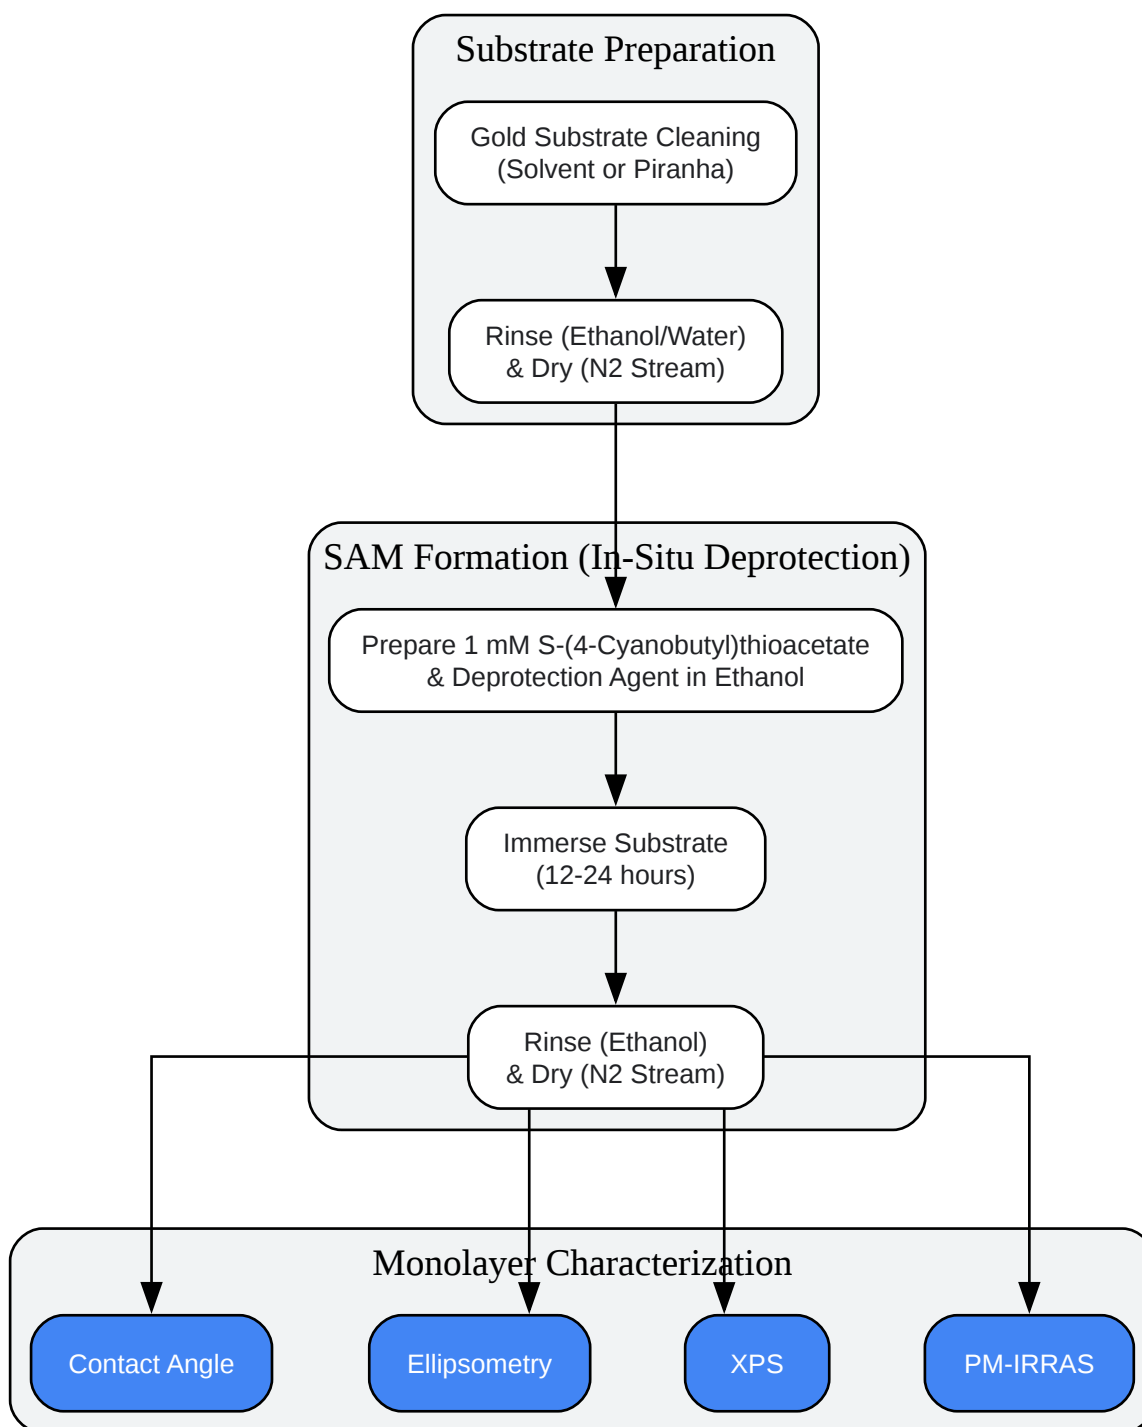 Substrate Preparation
Gold Substrate Cleaning
(Solvent or Piranha)
Rinse (Ethanol/Water)
& Dry (N2 Stream)
SAM Formation (In-Situ Deprotection)
Prepare 1 mM S-(4-Cyanobutyl)thioacetate
& Deprotection Agent in Ethanol
Immerse Substrate
(12-24 hours)
Rinse (Ethanol)
& Dry (N2 Stream)
Monolayer Characterization
Contact Angle
Ellipsometry
XPS
PM-IRRAS